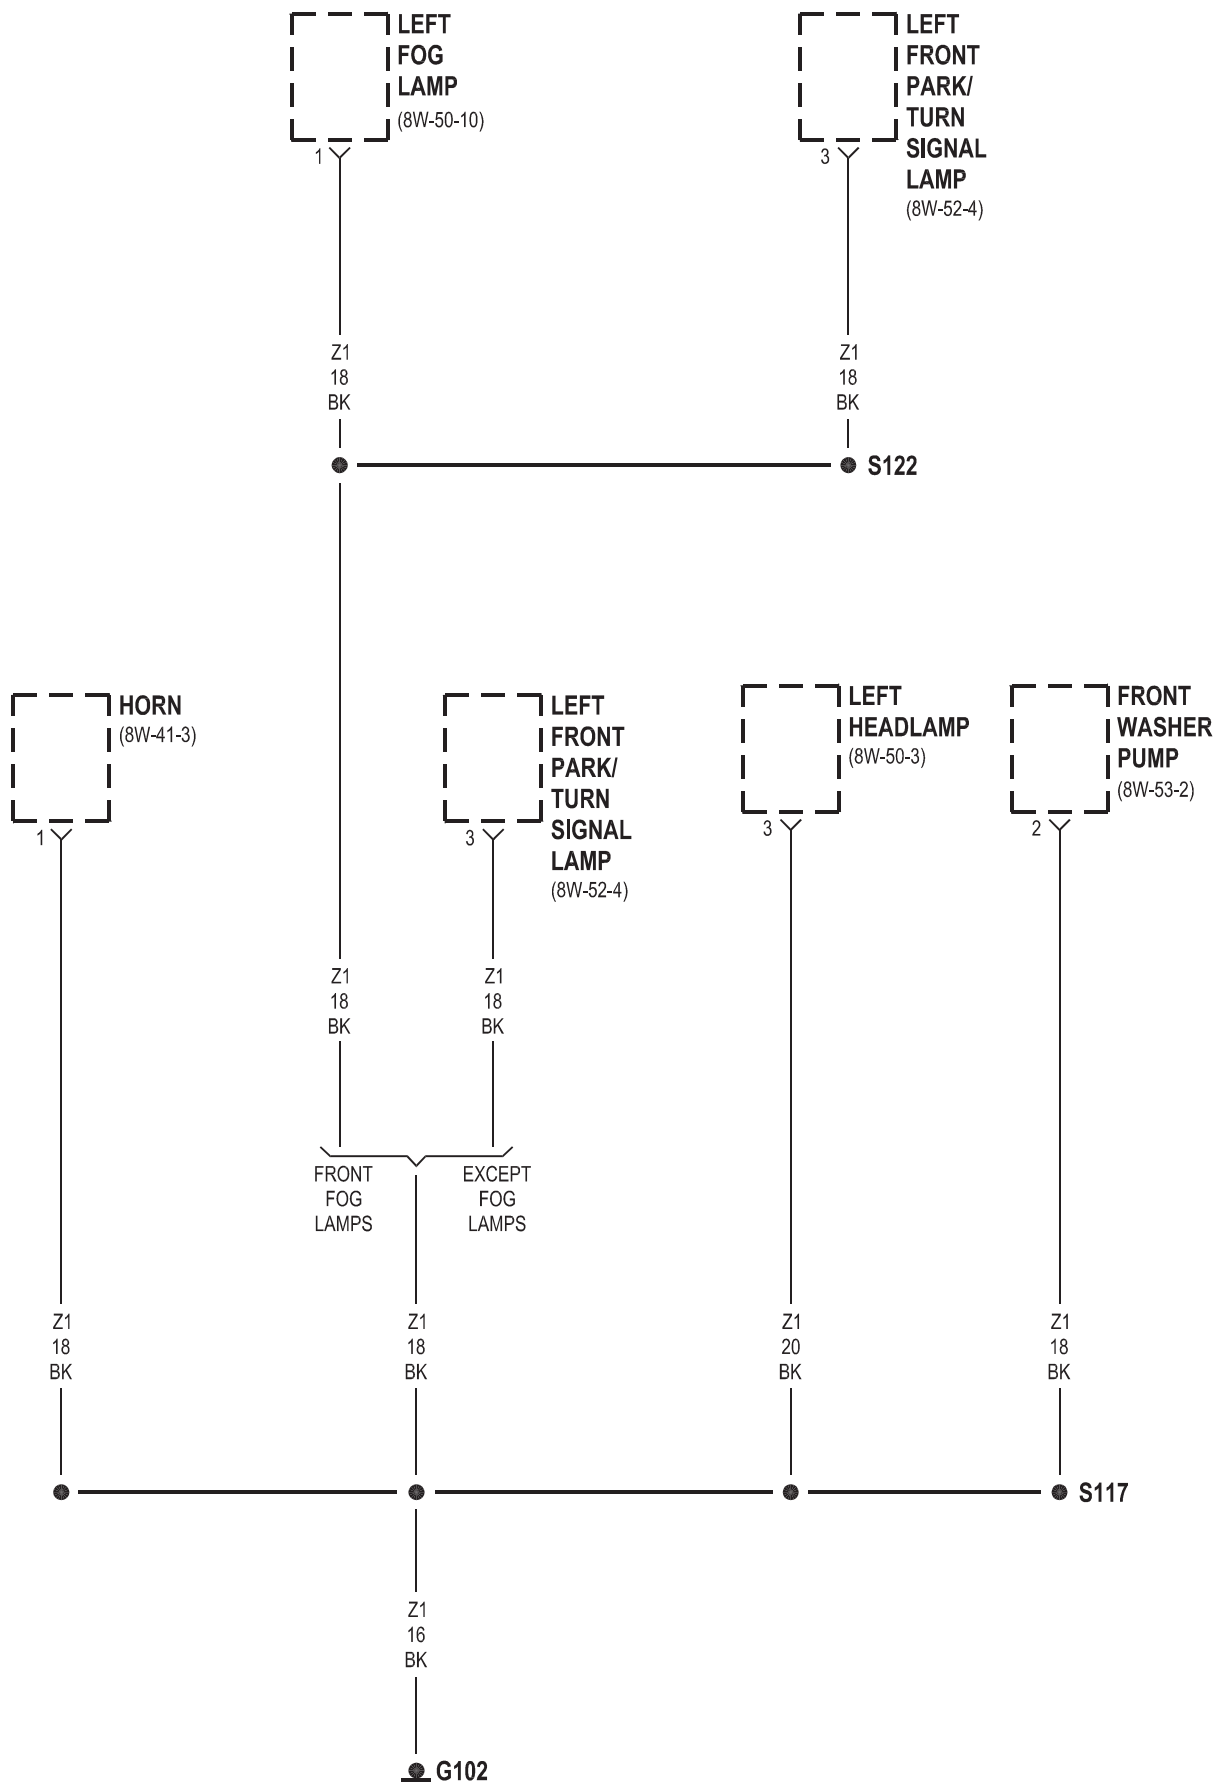 LEFT
FOG
LAMP
(8W-50-10)
1
LEFT
FRONT
PARK/
TURN
SIGNAL
LAMP
(8W-52-4)
3
Z1
18
BK
Z1
18
BK
S122
HORN
(8W-41-3)
1
LEFT
FRONT
PARK/
TURN
SIGNAL
LAMP
(8W-52-4)
3
LEFT
HEADLAMP
(8W-50-3)
3
FRONT
WASHER
PUMP
(8W-53-2)
2
Z1
18
BK
Z1
18
BK
FRONT
FOG
LAMPS
EXCEPT
FOG
LAMPS
Z1
18
BK
Z1
18
BK
Z1
20
BK
Z1
18
BK
S117
Z1
16
BK
G102